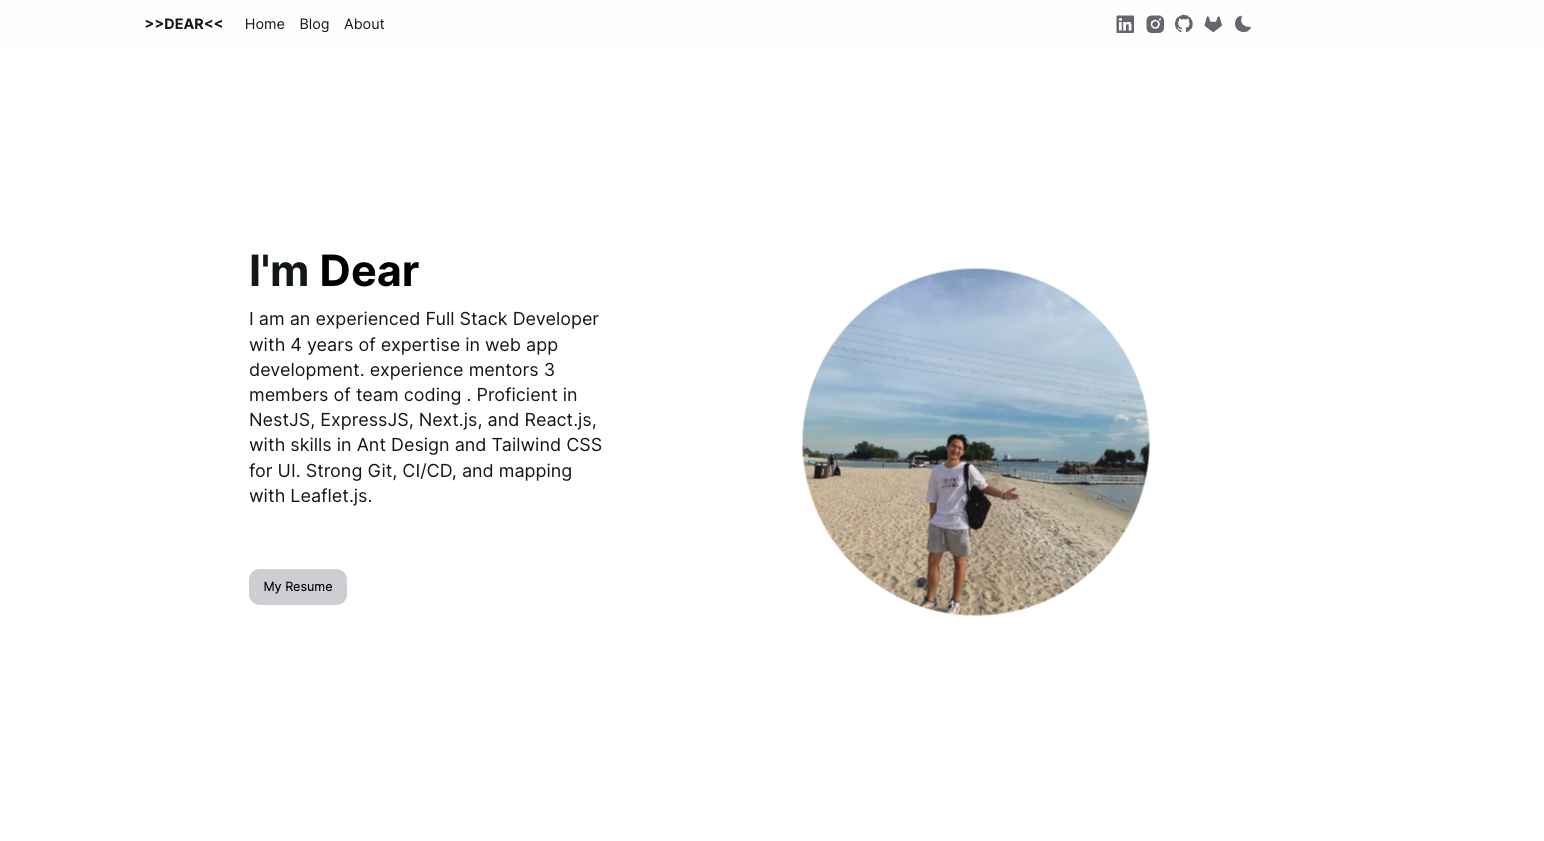 >>DEAR<< Home Blog About
I'm Dear
I am an experienced Full Stack Developer
with 4 years of expertise in web app
development. experience mentors 3
members of team coding . Proficient in
NestJS, ExpressJS, Next.js, and React.js,
with skills in Ant Design and Tailwind CSS
for UI. Strong Git, CI/CD, and mapping
with Leaflet.js.
My Resume